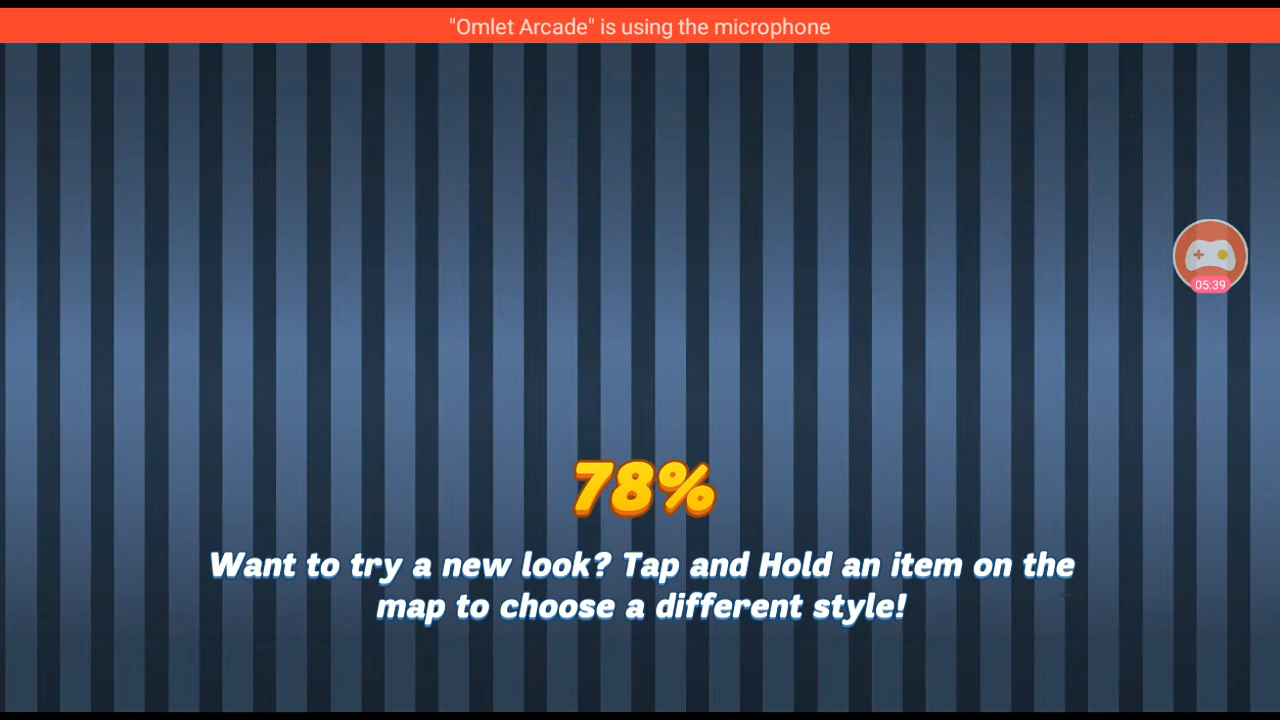 "Omlet Arcade" is using the microphone
05:39
78%
Want to try a new look? Tap and Hold an item on the
map to choose a different style!